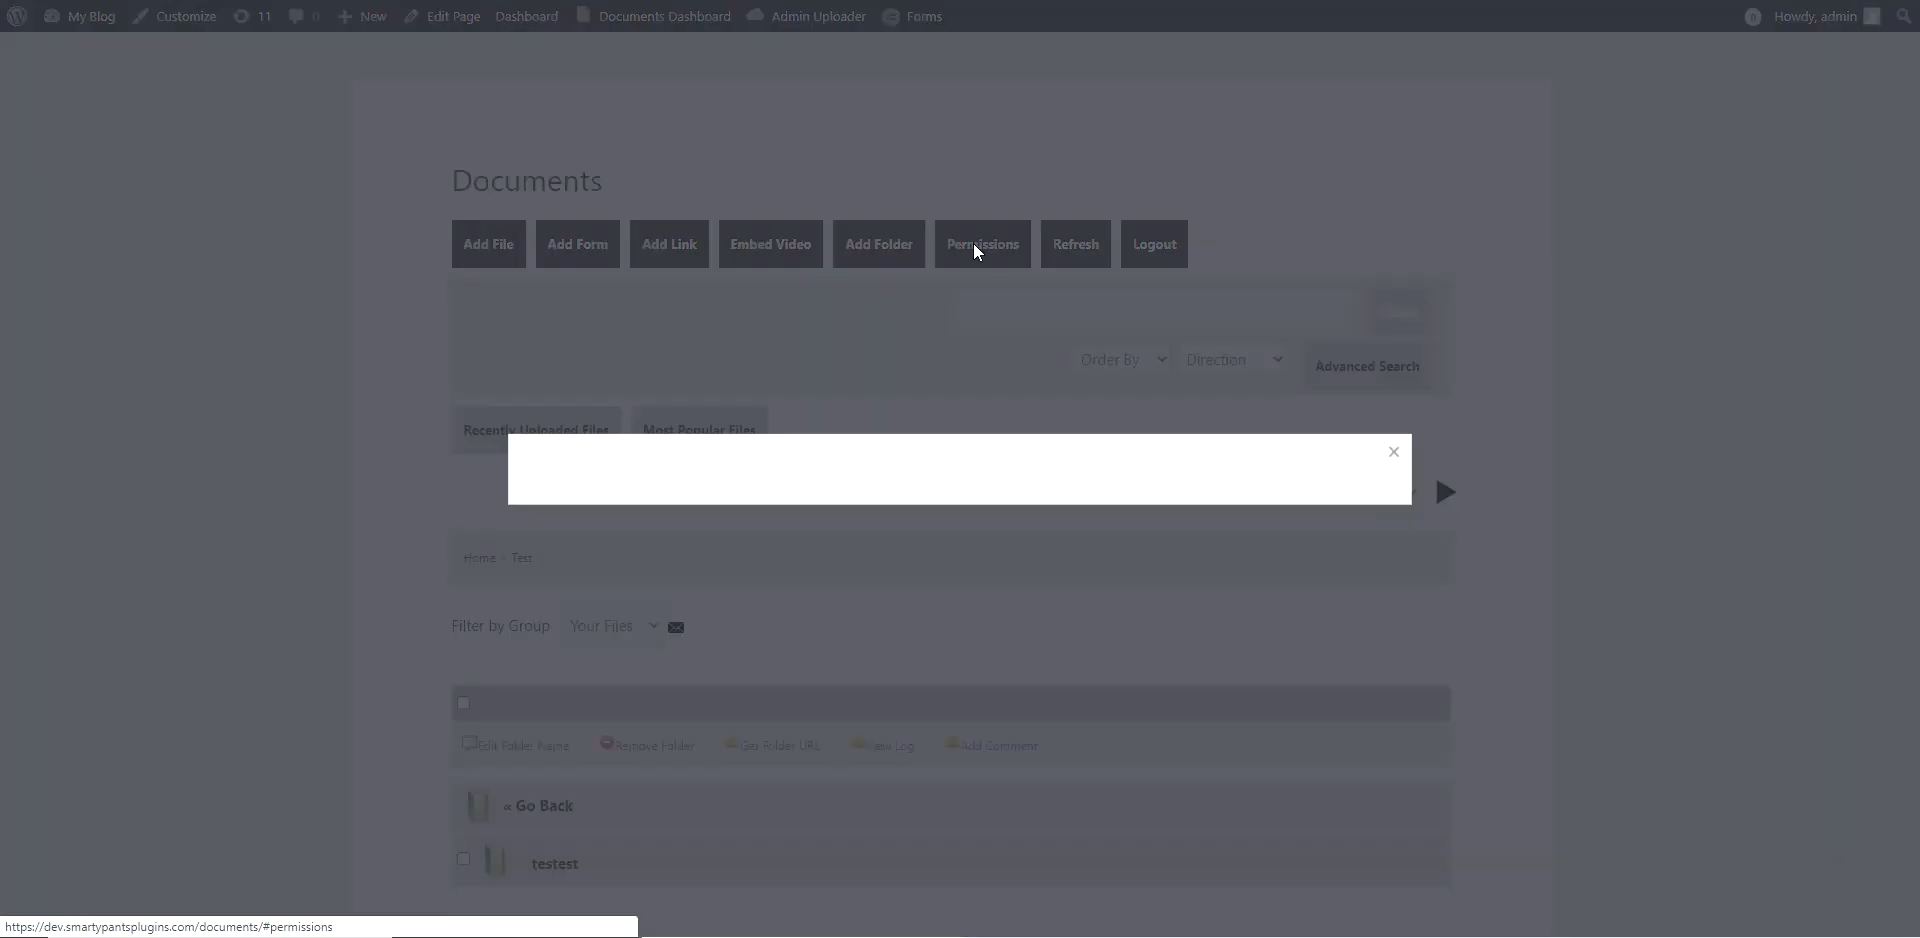 My Blog Customize 11 0 New Edit Page Dashboard Documents Dashboard Admin Uploader Forms Howdy, admin
Documents
Add File Add Form Add Link Embed Video Add Folder Permissions Refresh Logout
Order By Direction Advanced Search
Recently Uploaded Files Most Popular Files
×
Home Test
Filter by Group Your Files
Edit Folder Name Remove Folder Get Folder URL View Log Add Comment
« Go Back
testest
https://dev.smartypantsplugins.com/documents/#permissions